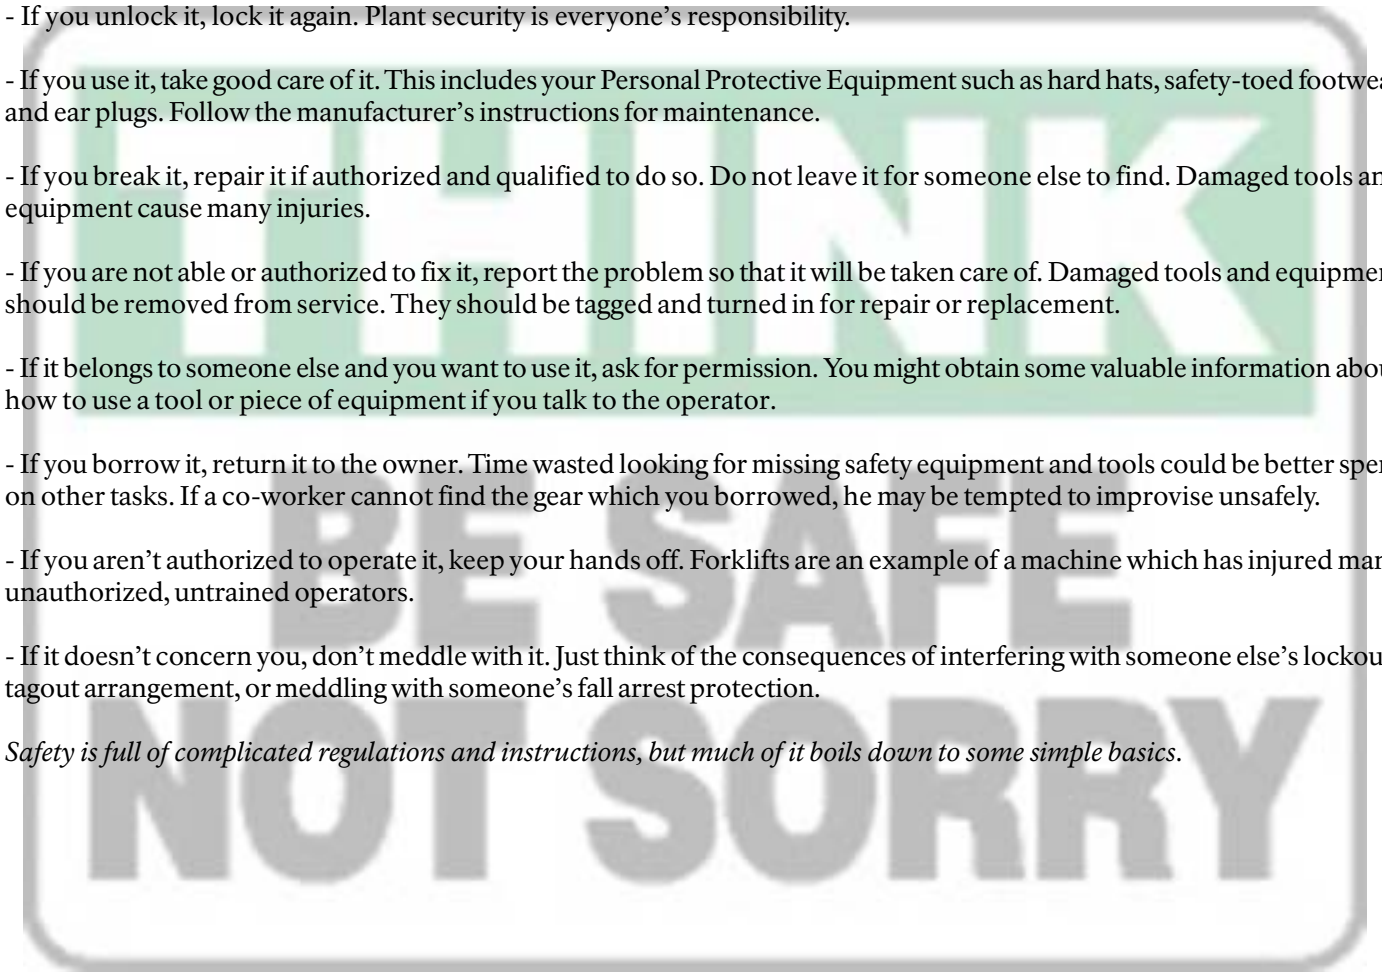 - If you unlock it, lock it again. Plant security is everyone’s responsibility.
- If you use it, take good care of it. This includes your Personal Protective Equipment such as hard hats, safety-toed footwea
and ear plugs. Follow the manufacturer’s instructions for maintenance.
- If you break it, repair it if authorized and qualified to do so. Do not leave it for someone else to find. Damaged tools an
equipment cause many injuries.
- If you are not able or authorized to fix it, report the problem so that it will be taken care of. Damaged tools and equipmen
should be removed from service. They should be tagged and turned in for repair or replacement.
- If it belongs to someone else and you want to use it, ask for permission. You might obtain some valuable information abou
how to use a tool or piece of equipment if you talk to the operator.
- If you borrow it, return it to the owner. Time wasted looking for missing safety equipment and tools could be better spen
on other tasks. If a co-worker cannot find the gear which you borrowed, he may be tempted to improvise unsafely.
- If you aren’t authorized to operate it, keep your hands off. Forklifts are an example of a machine which has injured man
unauthorized, untrained operators.
- If it doesn’t concern you, don’t meddle with it. Just think of the consequences of interfering with someone else’s lockou
tagout arrangement, or meddling with someone’s fall arrest protection.
Safety is full of complicated regulations and instructions, but much of it boils down to some simple basics.
THINK
BE SAFE
NOT SORRY